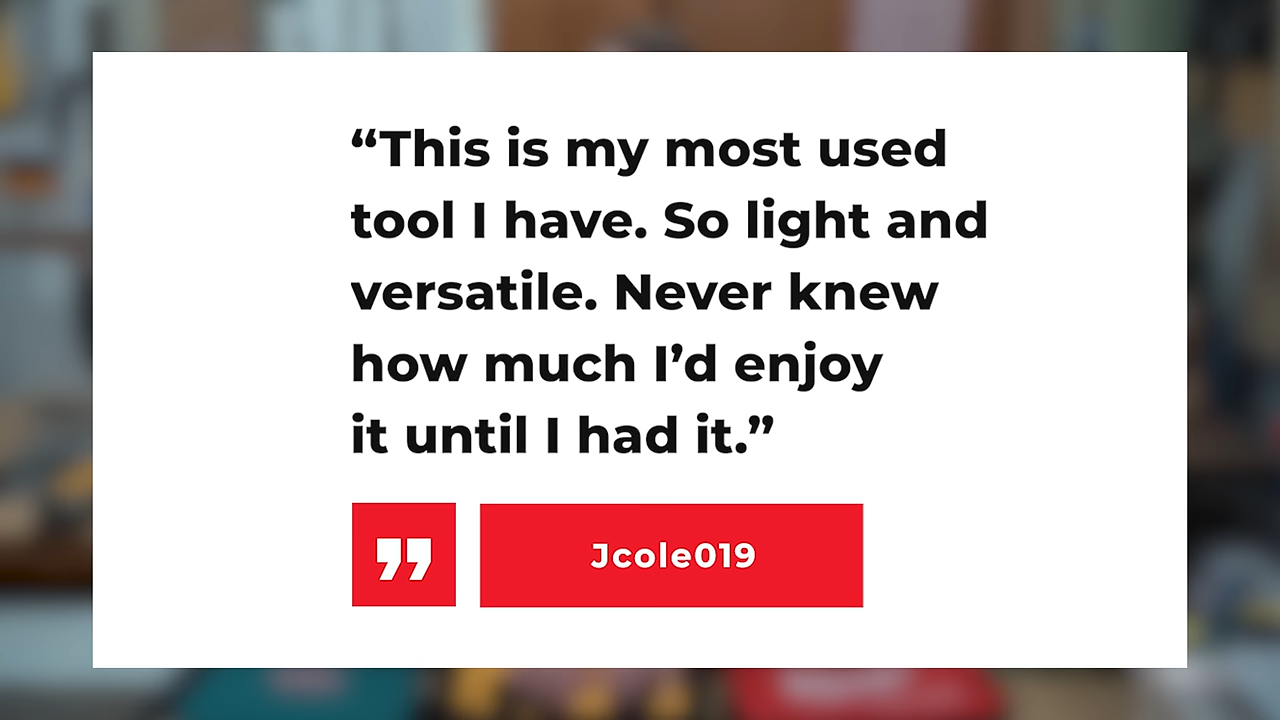 “This is my most used
tool I have. So light and
versatile. Never knew
how much I’d enjoy
it until I had it.”
Jcole019